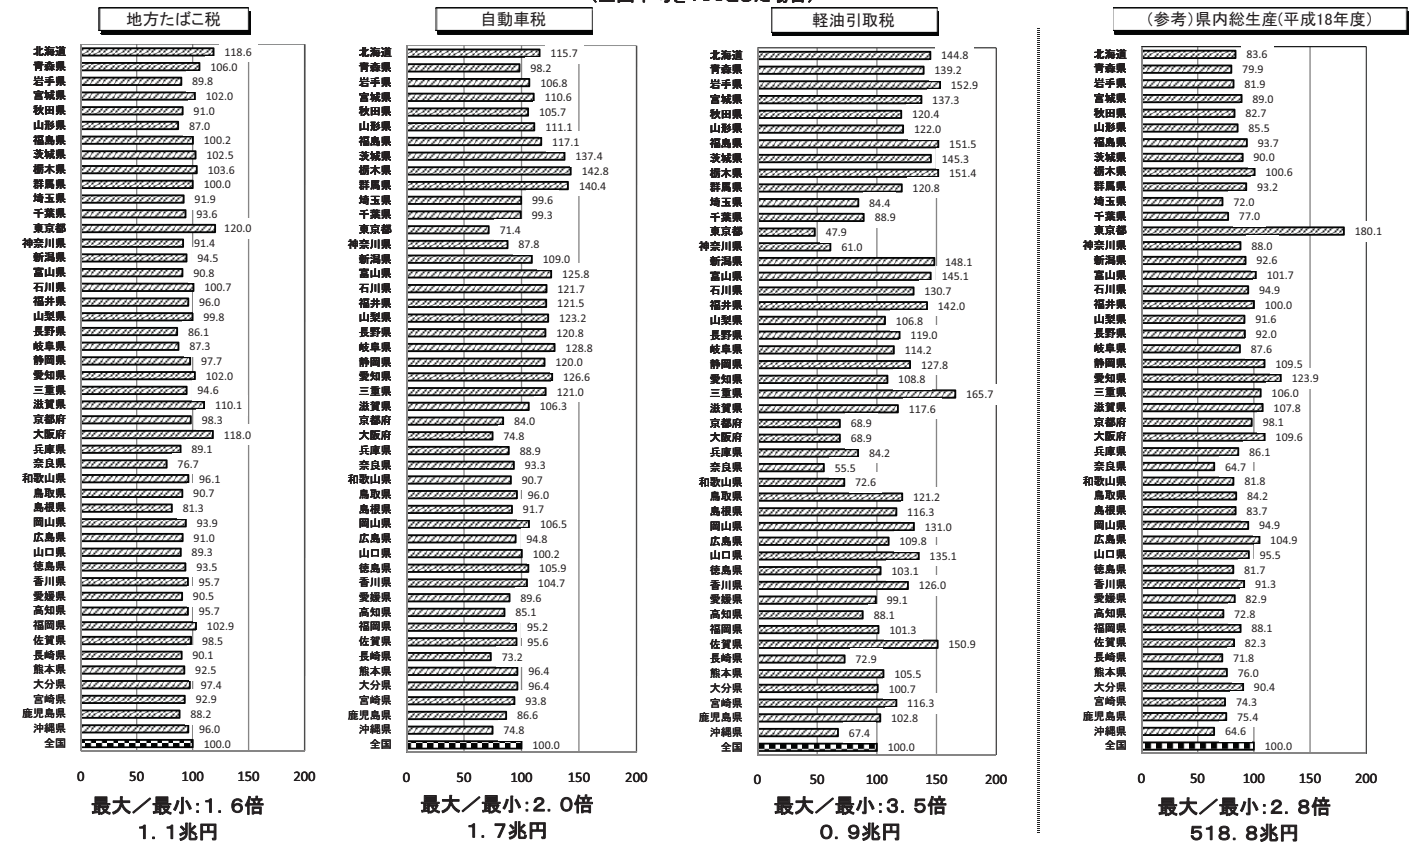 地方たばこ税
北海道 118.6
青森県 106.0
岩手県 89.8
宮城県 102.0
秋田県 91.0
山形県 87.0
福島県 100.2
茨城県 102.5
栃木県 103.6
群馬県 100.0
埼玉県 91.9
千葉県 93.6
東京都 120.0
神奈川県 91.4
新潟県 94.5
富山県 90.8
石川県 100.7
福井県 96.0
山梨県 99.8
長野県 86.1
岐阜県 87.3
静岡県 97.7
愛知県 102.0
三重県 94.6
滋賀県 110.1
京都府 98.3
大阪府 118.0
兵庫県 89.1
奈良県 76.7
和歌山県 96.1
鳥取県 90.7
島根県 81.3
岡山県 93.9
広島県 91.0
山口県 89.3
徳島県 93.5
香川県 95.7
愛媛県 90.5
高知県 95.7
福岡県 102.9
佐賀県 98.5
長崎県 90.1
熊本県 92.5
大分県 97.4
宮崎県 92.9
鹿児島県 88.2
沖縄県 96.0
全国 100.0
0 50 100 150 200
最大／最小：1．6倍
1．1兆円
自動車税
北海道 115.7
青森県 98.2
岩手県 106.8
宮城県 110.6
秋田県 105.7
山形県 111.1
福島県 117.1
茨城県 137.4
栃木県 142.8
群馬県 140.4
埼玉県 99.6
千葉県 99.3
東京都 71.4
神奈川県 87.8
新潟県 109.0
富山県 125.8
石川県 121.7
福井県 121.5
山梨県 123.2
長野県 120.8
岐阜県 128.8
静岡県 120.0
愛知県 126.6
三重県 121.0
滋賀県 106.3
京都府 84.0
大阪府 74.8
兵庫県 88.9
奈良県 93.3
和歌山県 90.7
鳥取県 96.0
島根県 91.7
岡山県 106.5
広島県 94.8
山口県 100.2
徳島県 105.9
香川県 104.7
愛媛県 89.6
高知県 85.1
福岡県 95.2
佐賀県 95.6
長崎県 73.2
熊本県 96.4
大分県 96.4
宮崎県 93.8
鹿児島県 86.6
沖縄県 74.8
全国 100.0
0 50 100 150 200
最大／最小：2．0倍
1．7兆円
軽油引取税
北海道 144.8
青森県 139.2
岩手県 152.9
宮城県 137.3
秋田県 120.4
山形県 122.0
福島県 151.5
茨城県 145.3
栃木県 151.4
群馬県 120.8
埼玉県 84.4
千葉県 88.9
東京都 47.9
神奈川県 61.0
新潟県 148.1
富山県 145.1
石川県 130.7
福井県 142.0
山梨県 106.8
長野県 119.0
岐阜県 114.2
静岡県 127.8
愛知県 108.8
三重県 165.7
滋賀県 117.6
京都府 68.9
大阪府 68.9
兵庫県 84.2
奈良県 55.5
和歌山県 72.6
鳥取県 121.2
島根県 116.3
岡山県 131.0
広島県 109.8
山口県 135.1
徳島県 103.1
香川県 126.0
愛媛県 99.1
高知県 88.1
福岡県 101.3
佐賀県 150.9
長崎県 72.9
熊本県 105.5
大分県 100.7
宮崎県 116.3
鹿児島県 102.8
沖縄県 67.4
全国 100.0
0 50 100 150 200
最大／最小：3．5倍
0．9兆円
（参考）県内総生産(平成18年度)
北海道 83.6
青森県 79.9
岩手県 81.9
宮城県 89.0
秋田県 82.7
山形県 85.5
福島県 93.7
茨城県 90.0
栃木県 100.6
群馬県 93.2
埼玉県 72.0
千葉県 77.0
東京都 180.1
神奈川県 88.0
新潟県 92.6
富山県 101.7
石川県 94.9
福井県 100.0
山梨県 91.6
長野県 92.0
岐阜県 87.6
静岡県 109.5
愛知県 123.9
三重県 106.0
滋賀県 107.8
京都府 98.1
大阪府 109.6
兵庫県 86.1
奈良県 64.7
和歌山県 81.8
鳥取県 84.2
島根県 83.7
岡山県 94.9
広島県 104.9
山口県 95.5
徳島県 81.7
香川県 91.3
愛媛県 82.9
高知県 72.8
福岡県 88.1
佐賀県 82.3
長崎県 71.8
熊本県 76.0
大分県 90.4
宮崎県 74.3
鹿児島県 75.4
沖縄県 64.6
全国 100.0
0 50 100 150 200
最大／最小：2．8倍
518．8兆円